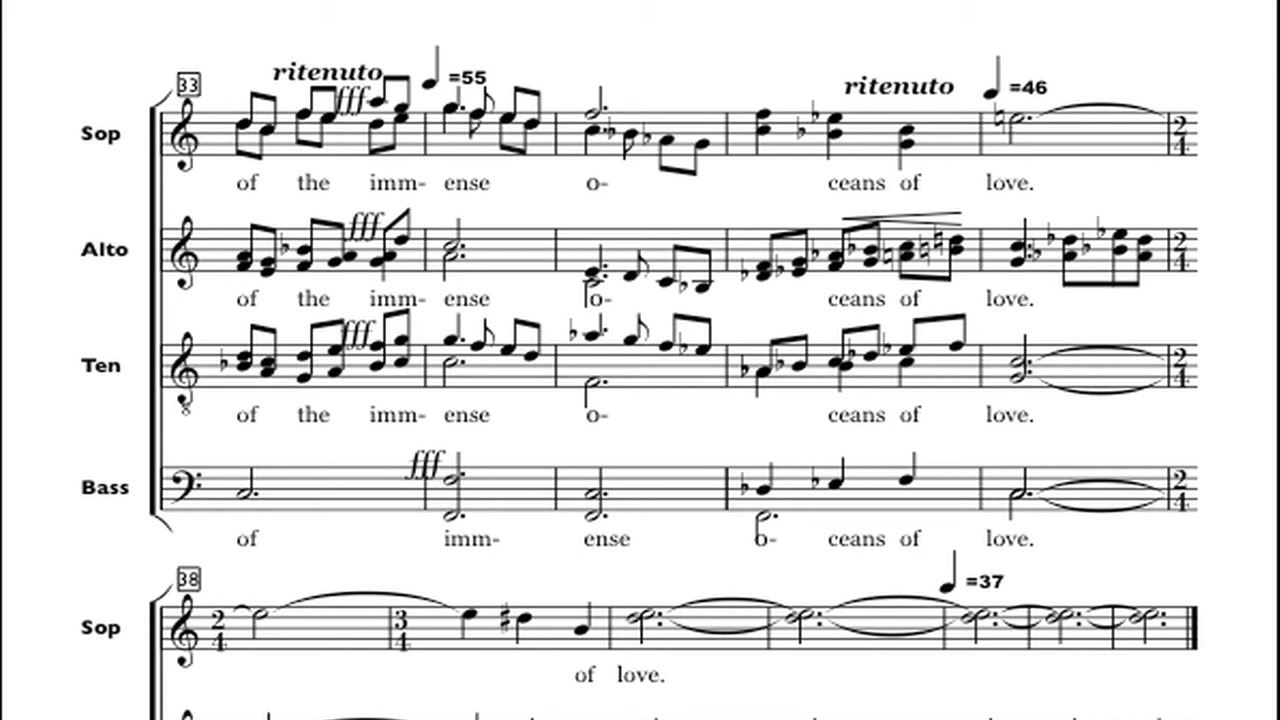 33 ritenuto =55 ritenuto =46
fff
Sop
of the imm- ense o- ceans of love.
2 4
fff
Alto
of the imm- ense o- ceans of love.
2 4
fff
Ten
8
of the imm- ense o- ceans of love.
2 4
fff
Bass
of imm- ense o- ceans of love.
2 4
38 =37
Sop 2 4 3 4
of love.